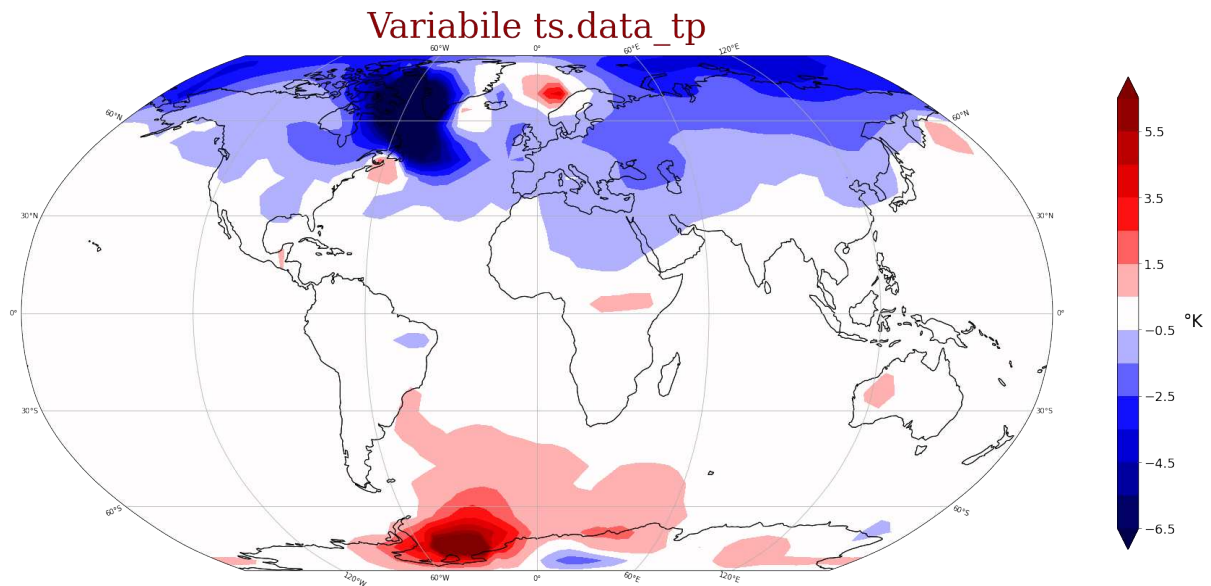 Variabile ts.data_tp
60°W 0° 60°E 120°E
60°N 60°N
30°N 30°N
0° 0°
30°S 30°S
60°S 60°S
120°W 60°W 0° 60°E 120°E
5.5
3.5
1.5
−0.5 °K
−2.5
−4.5
−6.5